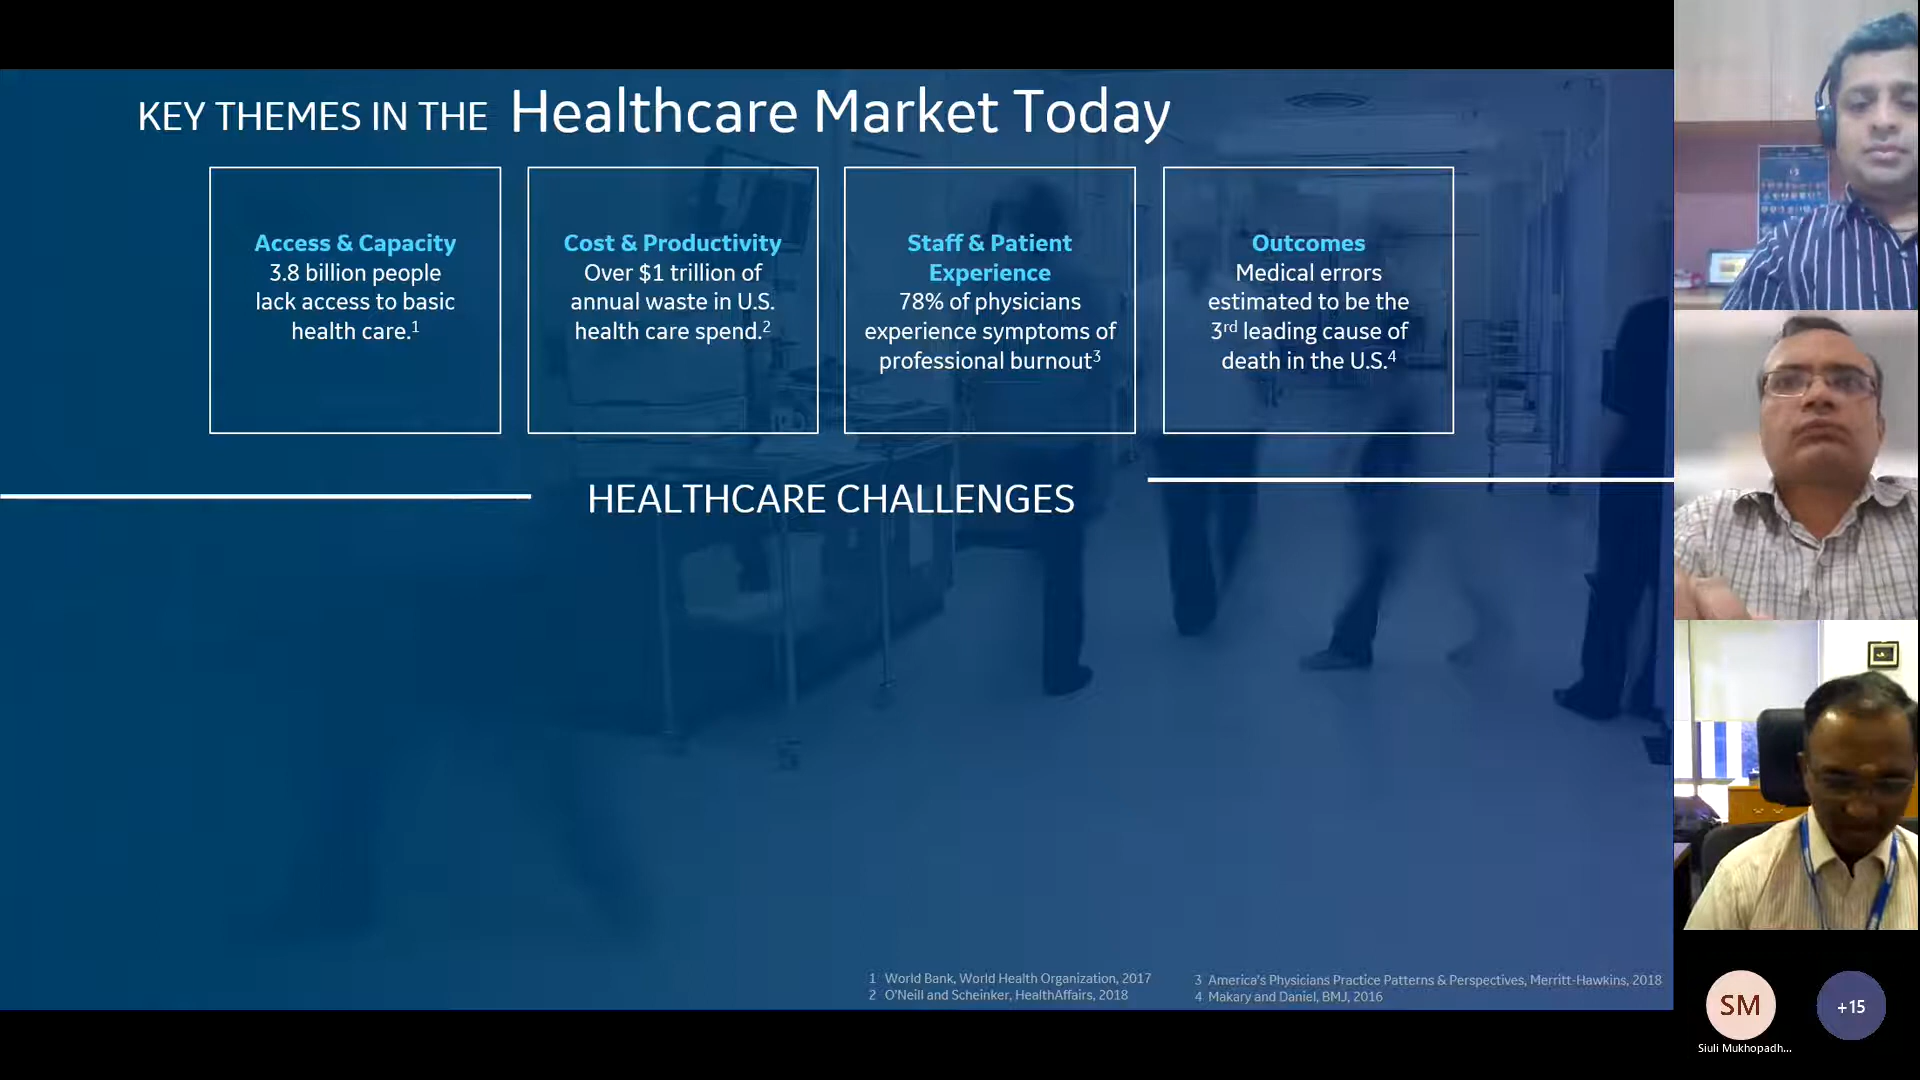 KEY THEMES IN THE Healthcare Market Today
Access & Capacity
3.8 billion people
lack access to basic
health care.1
Cost & Productivity
Over $1 trillion of
annual waste in U.S.
health care spend.2
Staff & Patient
Experience
78% of physicians
experience symptoms of
professional burnout3
Outcomes
Medical errors
estimated to be the
3rd leading cause of
death in the U.S.4
HEALTHCARE CHALLENGES
1 World Bank, World Health Organization, 2017
2 O'Neill and Scheinker, HealthAffairs, 2018
3 America's Physicians Practice Patterns & Perspectives, Merritt-Hawkins, 2018
4 Makary and Daniel, BMJ, 2016
SM
Siuli Mukhopadh...
+15